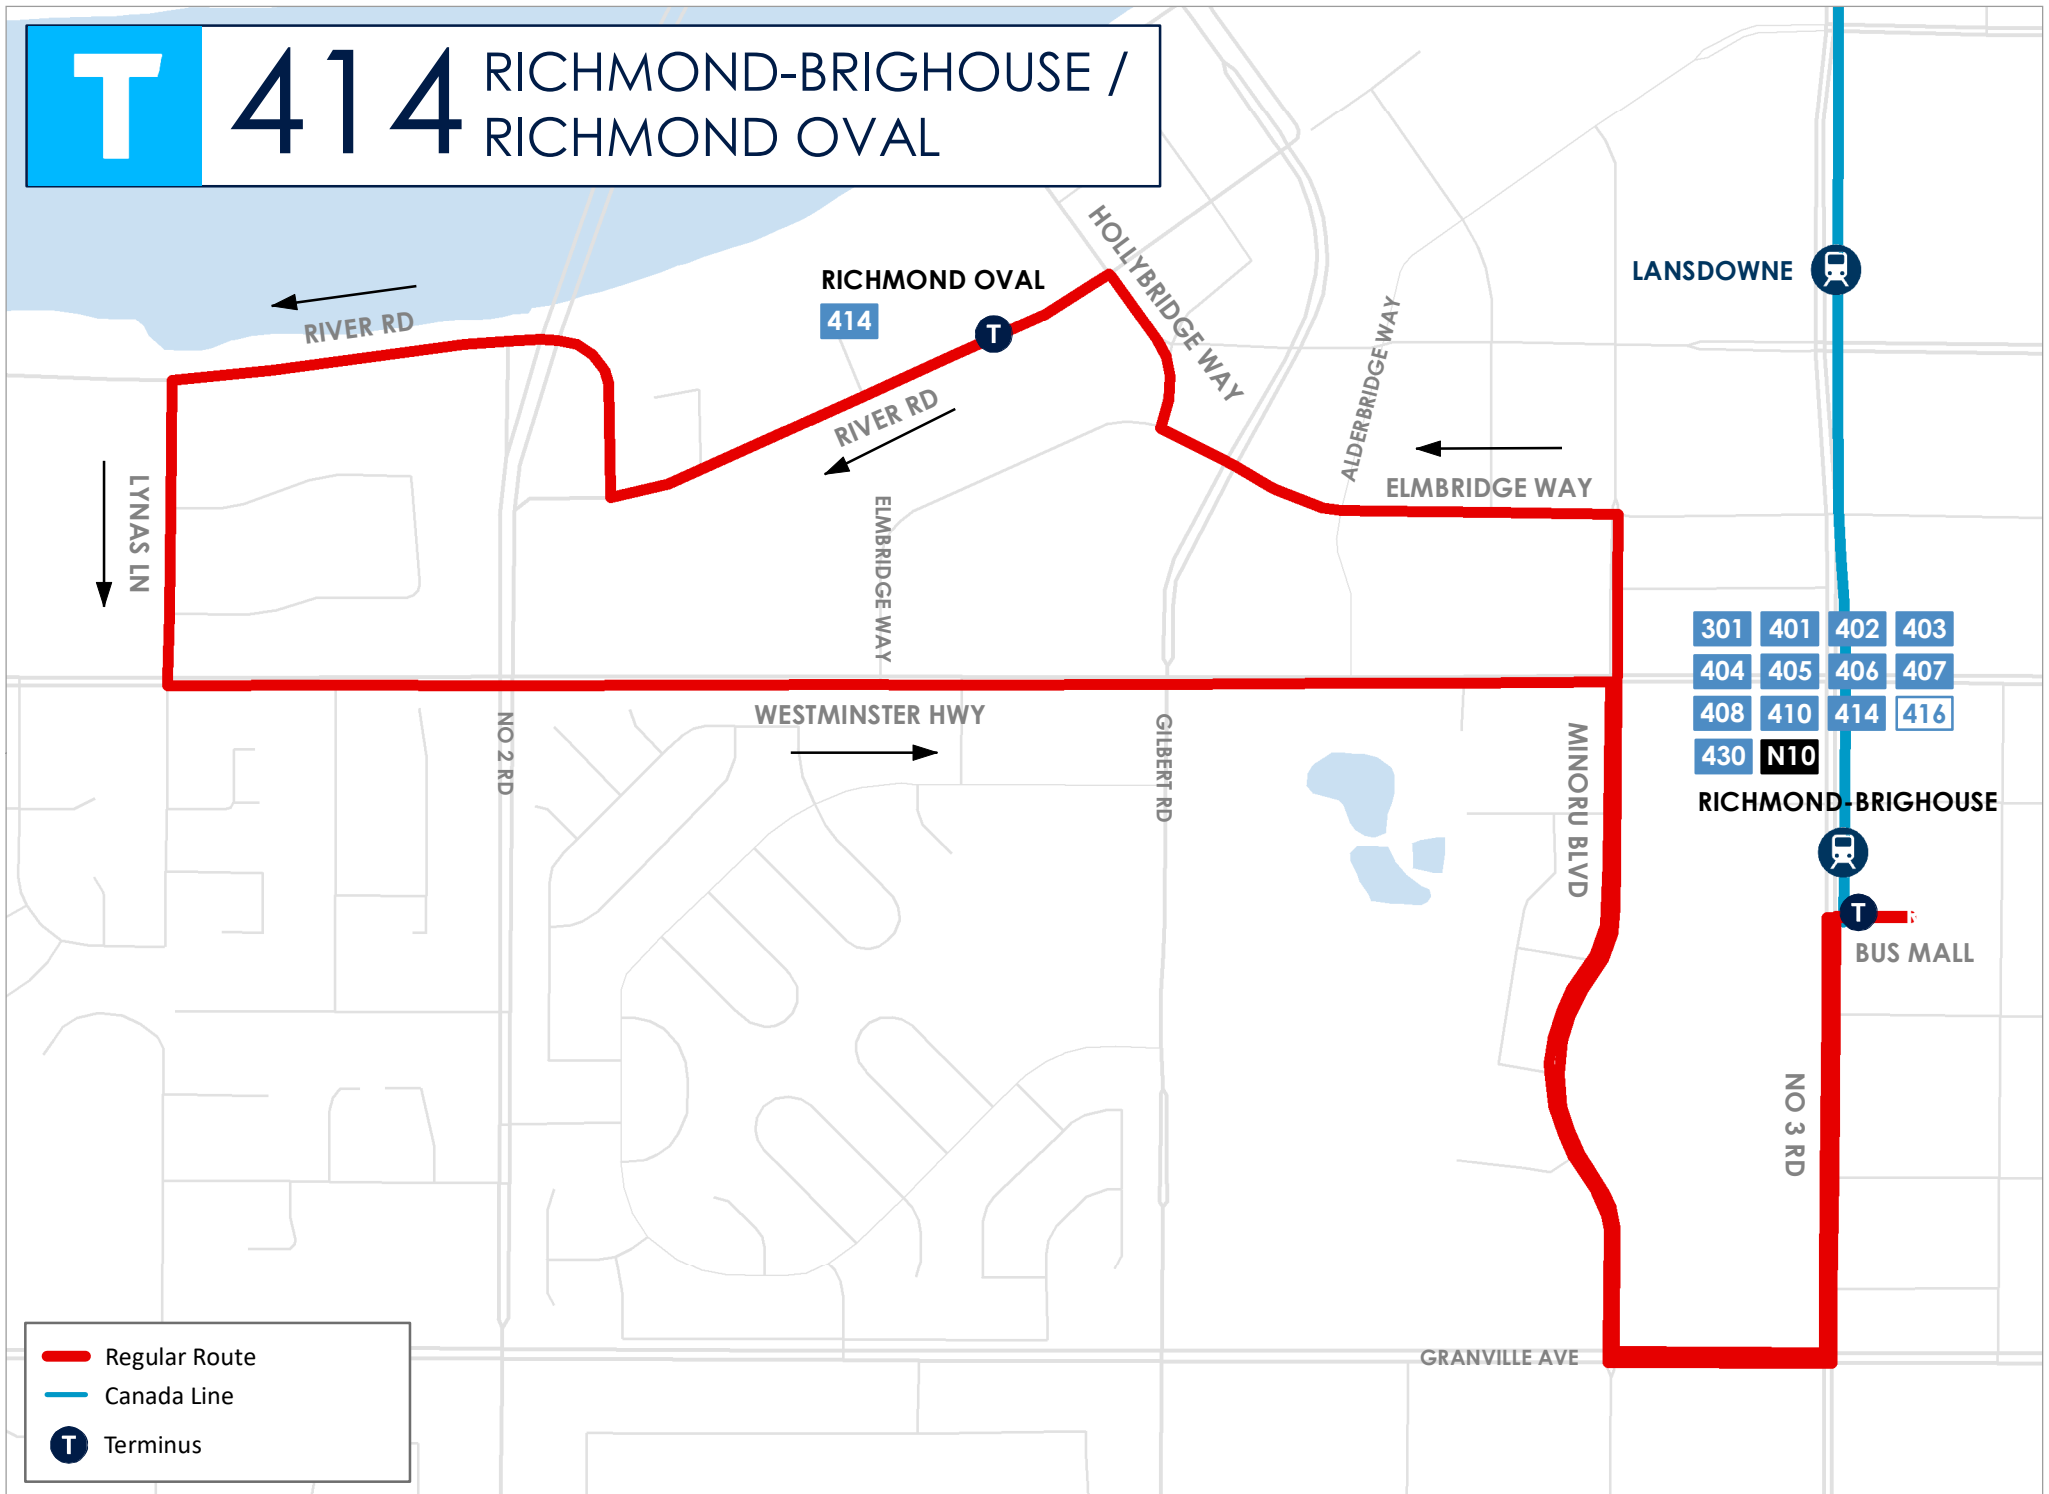 T
414
RICHMOND-BRIGHOUSE /
RICHMOND OVAL
HOLLYBRIDGE WAY
RICHMOND OVAL
414
T
RIVER RD
LANSDOWNE
ALDERBRIDGE WAY
RIVER RD
ELMBRIDGE WAY
LYNAS LN
ELMBRIDGE WAY
301 401 402 403
404 405 406 407
408 410 414 416
430 N10
RICHMOND-BRIGHOUSE
WESTMINSTER HWY
NO 2 RD
GILBERT RD
MINORU BLVD
T
BUS MALL
NO 3 RD
GRANVILLE AVE
Regular Route
Canada Line
T Terminus